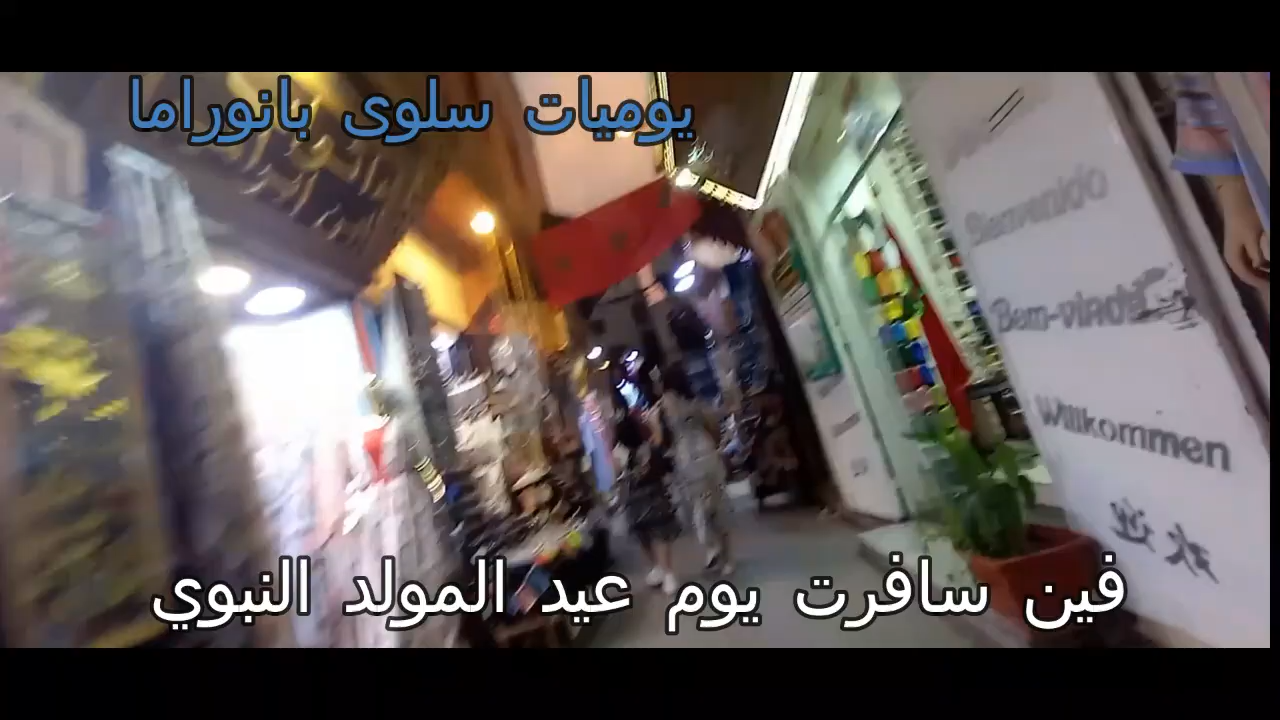 يوميات سلوى بانوراما
Bienvenido
Bem-vindo
Willkommen
فين سافرت يوم عيد المولد النبوي